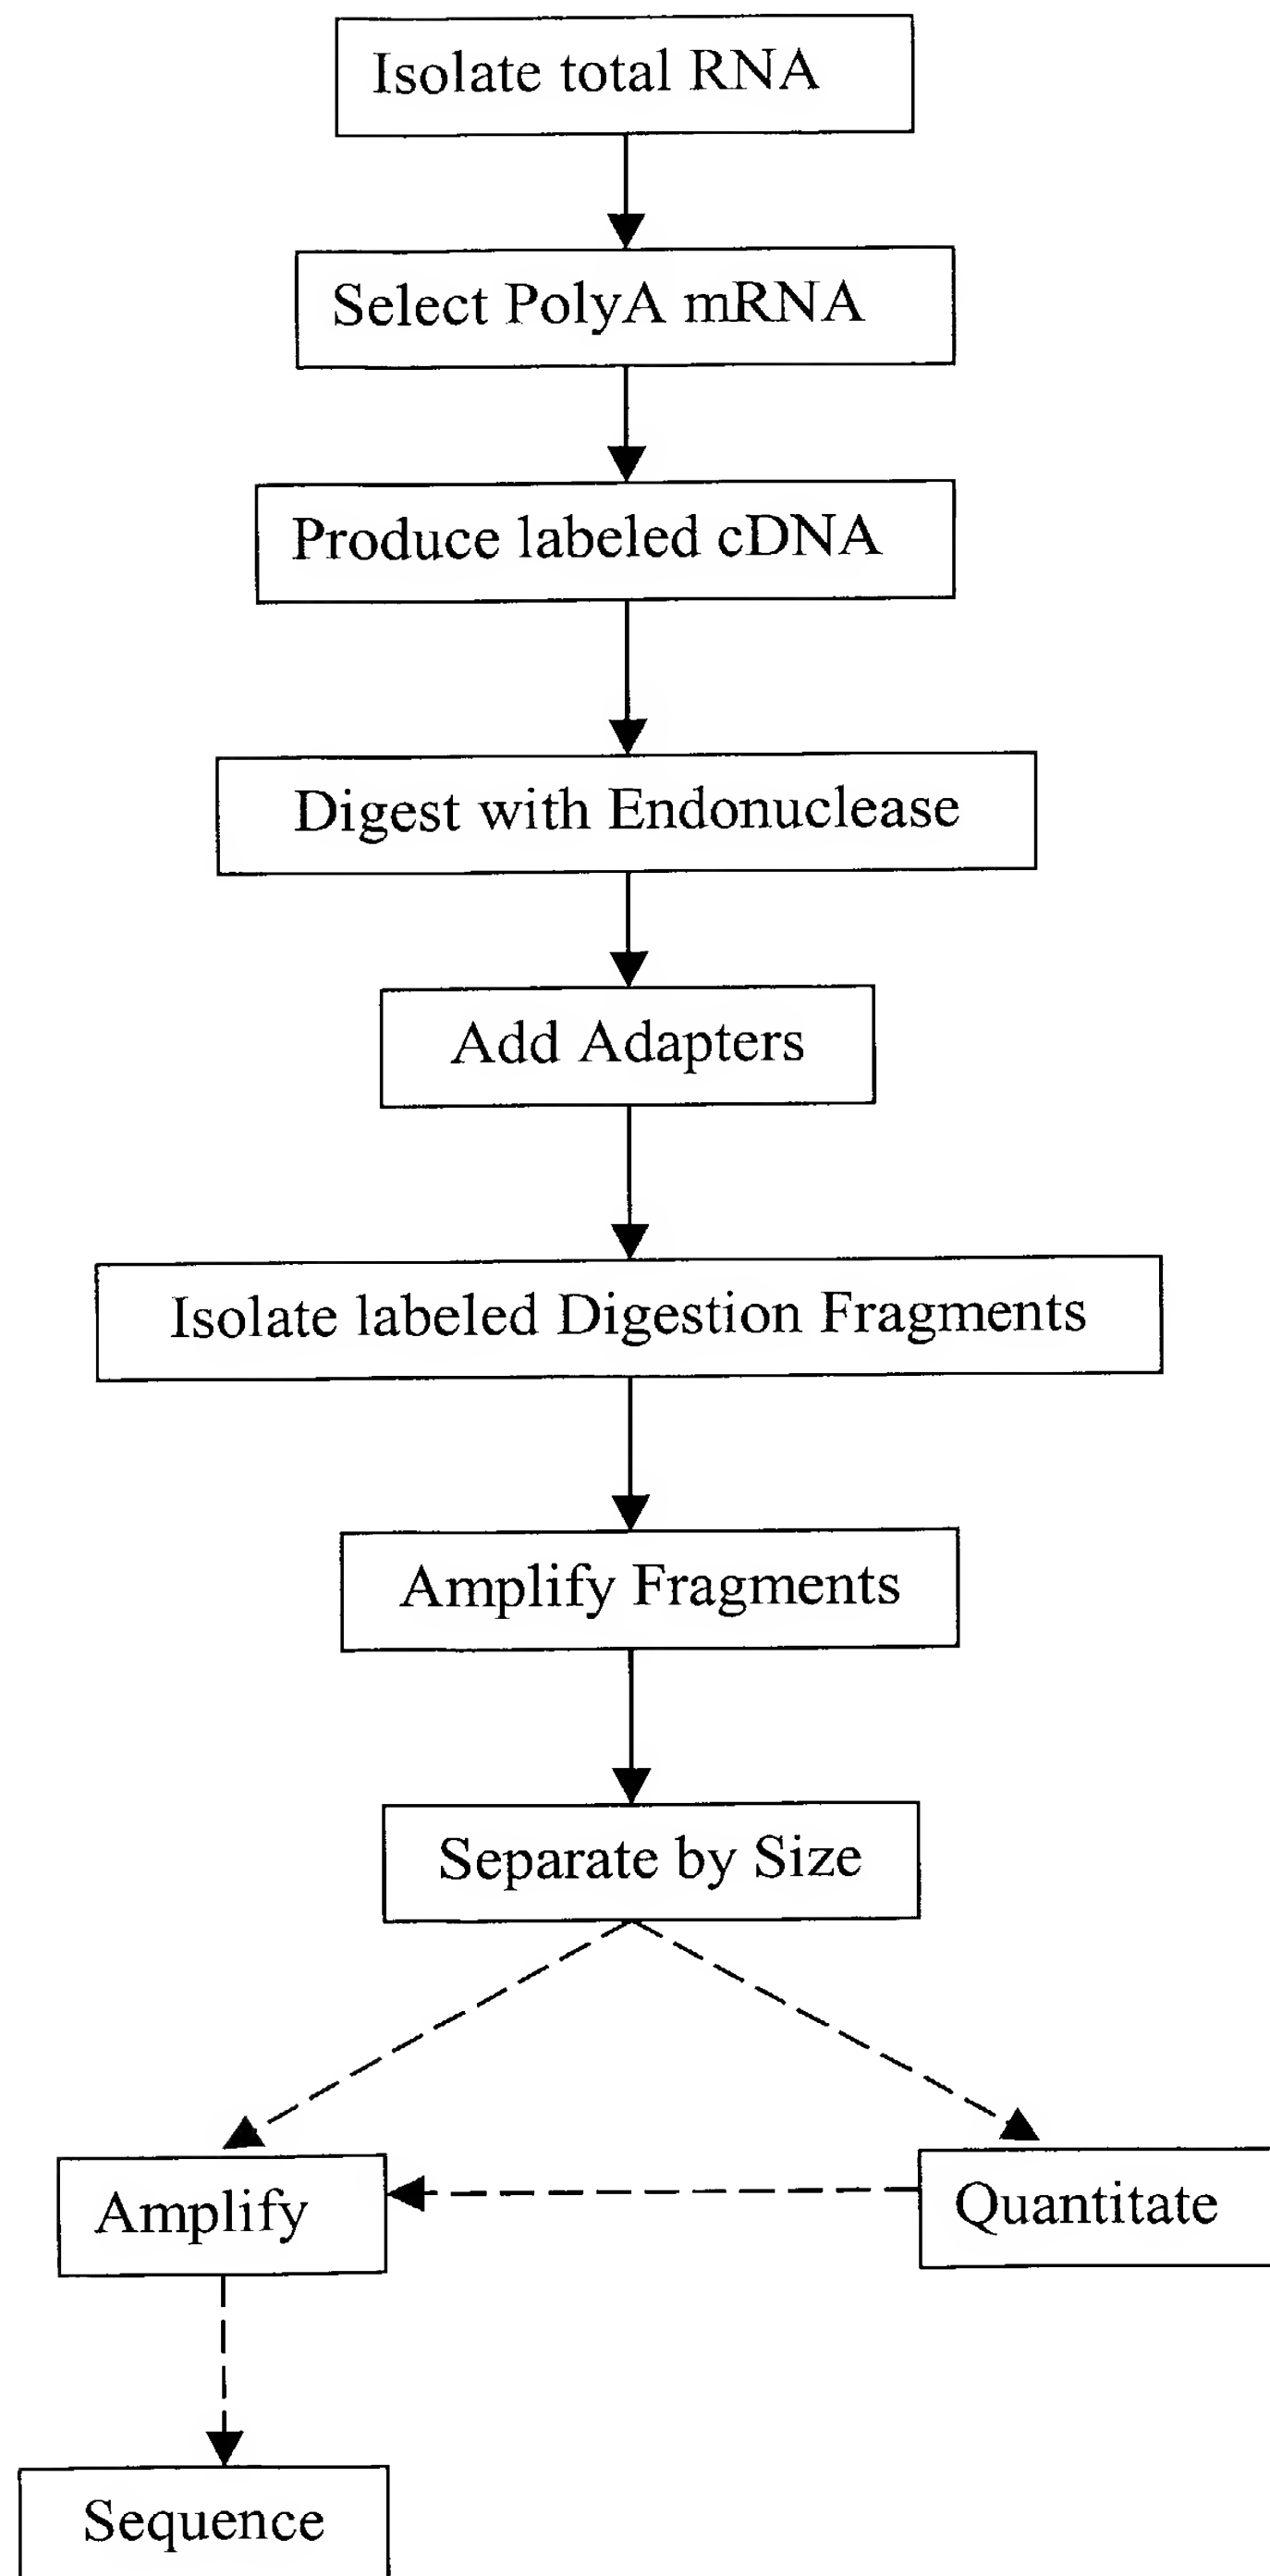 Isolate total RNA
Select PolyA mRNA
Produce labeled cDNA
Digest with Endonuclease
Add Adapters
Isolate labeled Digestion Fragments
Amplify Fragments
Separate by Size
Amplify
Quantitate
Sequence